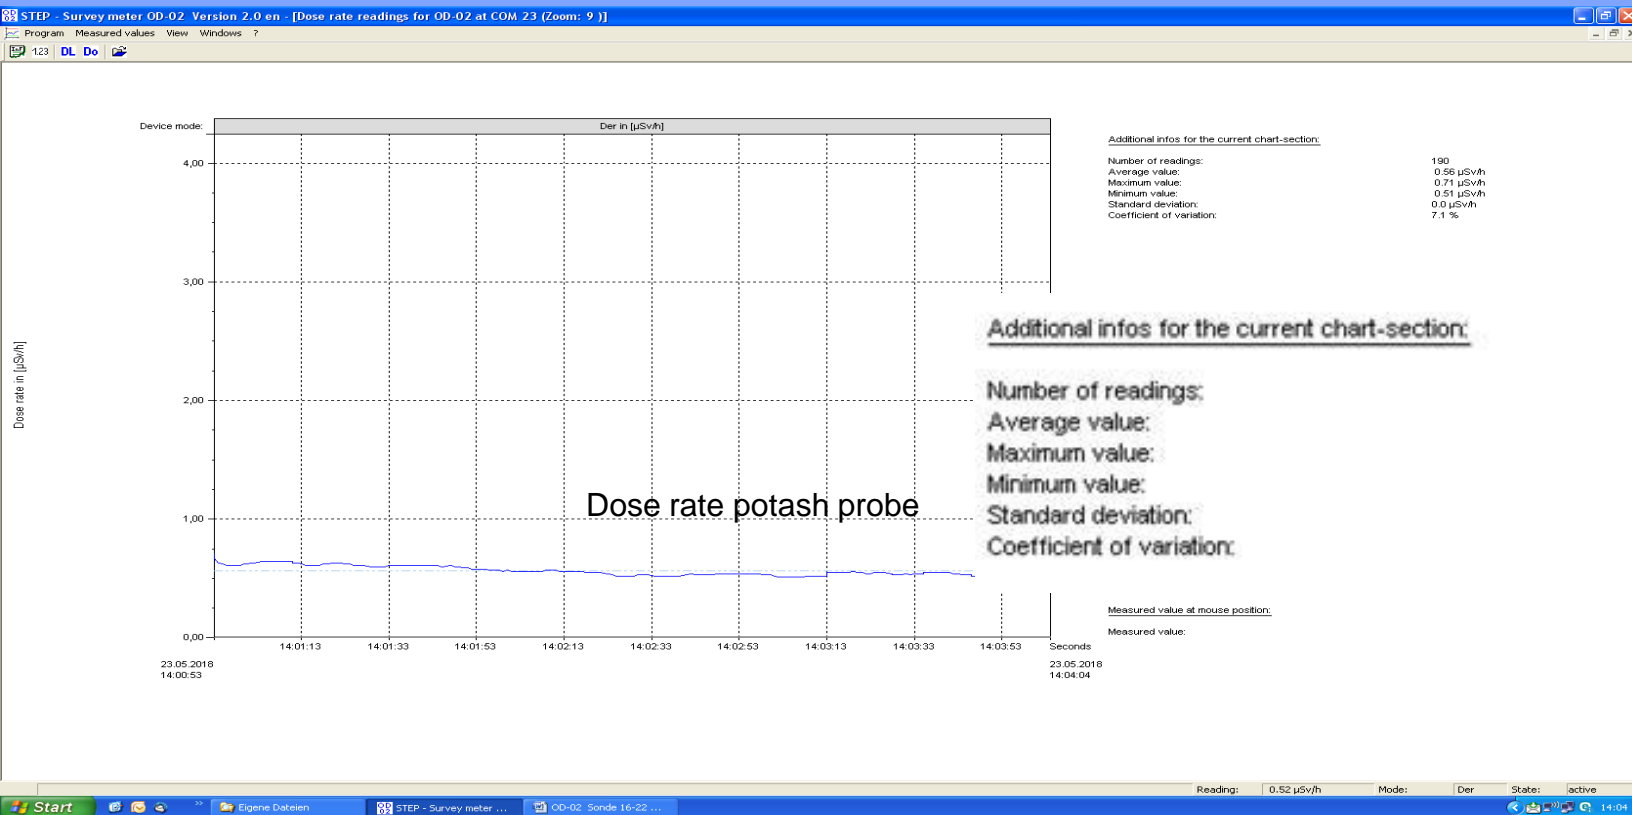 STEP - Survey meter OD-02 Version 2.0 en - [Dose rate readings for OD-02 at COM 23 (Zoom: 9 )]
Program Measured values View Windows ?
1.23 DL Do
Device mode: Der in [µSv/h]
Additional infos for the current chart-section:
Number of readings: 190
Average value: 0.56 µSv/h
Maximum value: 0.71 µSv/h
Minimum value: 0.51 µSv/h
Standard deviation: 0.0 µSv/h
Coefficient of variation: 7.1 %
4,00
3,00
2,00
1,00
0,00
Dose rate in [µSv/h]
Additional infos for the current chart-section:
Number of readings:
Average value:
Maximum value:
Minimum value:
Standard deviation:
Coefficient of variation:
Dose rate potash probe
Measured value at mouse position:
Measured value:
14:01:13 14:01:33 14:01:53 14:02:13 14:02:33 14:02:53 14:03:13 14:03:33 14:03:53 Seconds
23.05.2018
14:00:53
23.05.2018
14:04:04
Reading: 0.52 µSv/h Mode: Der State: active
Start Eigene Dateien STEP - Survey meter ... OD-02 Sonde 16-22 ... 14:04